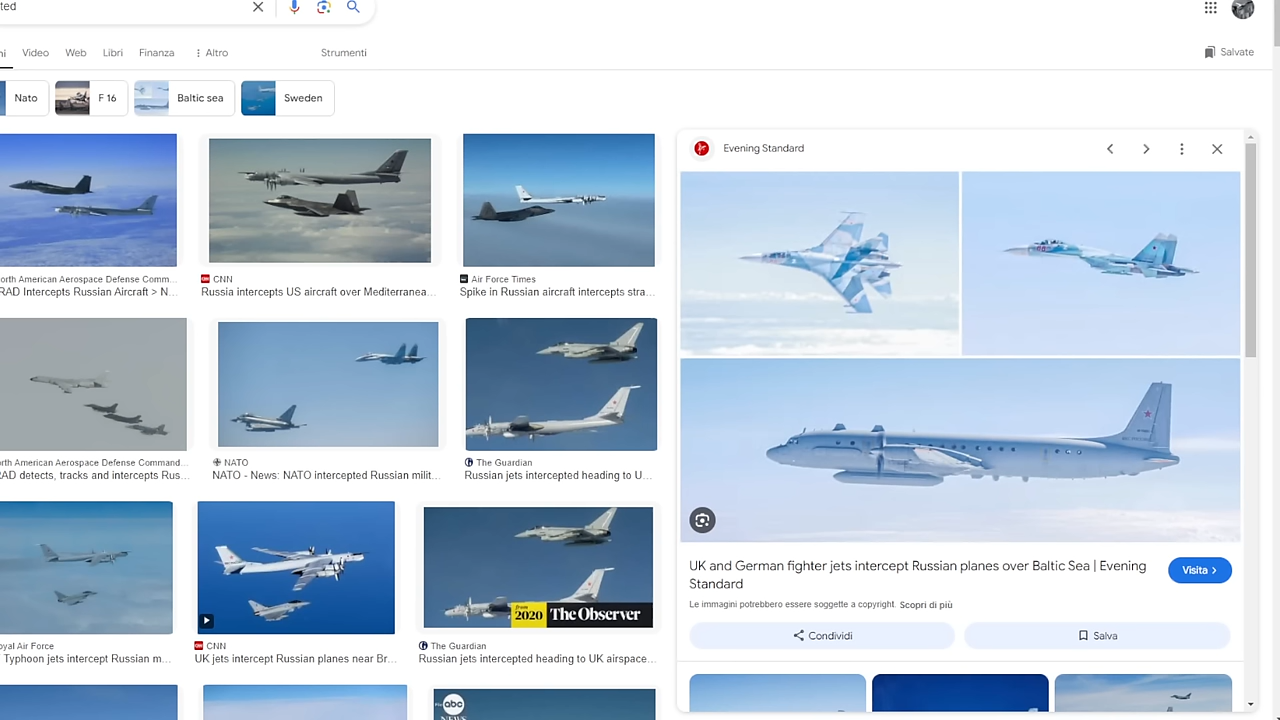 ted
ni Video Web Libri Finanza Altro Strumenti Salvate
Nato F 16 Baltic sea Sweden
Evening Standard
orth American Aerospace Defense Comm...
RAD Intercepts Russian Aircraft > N...
CNN
Russia intercepts US aircraft over Mediterranea...
Air Force Times
Spike in Russian aircraft intercepts stra...
orth American Aerospace Defense Command...
RAD detects, tracks and intercepts Rus...
NATO
NATO - News: NATO intercepted Russian milit...
The Guardian
Russian jets intercepted heading to U...
from
2020 The Observer
UK and German fighter jets intercept Russian planes over Baltic Sea | Evening
Standard
Visita
Le immagini potrebbero essere soggette a copyright. Scopri di più
Condividi Salva
oyal Air Force
Typhoon jets intercept Russian m...
CNN
UK jets intercept Russian planes near Br...
The Guardian
Russian jets intercepted heading to UK airspace...
abc
NEWS